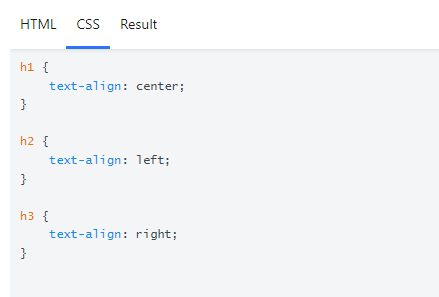 HTML CSS Result
h1 {
    text-align: center;
}
h2 {
    text-align: left;
}
h3 {
    text-align: right;
}